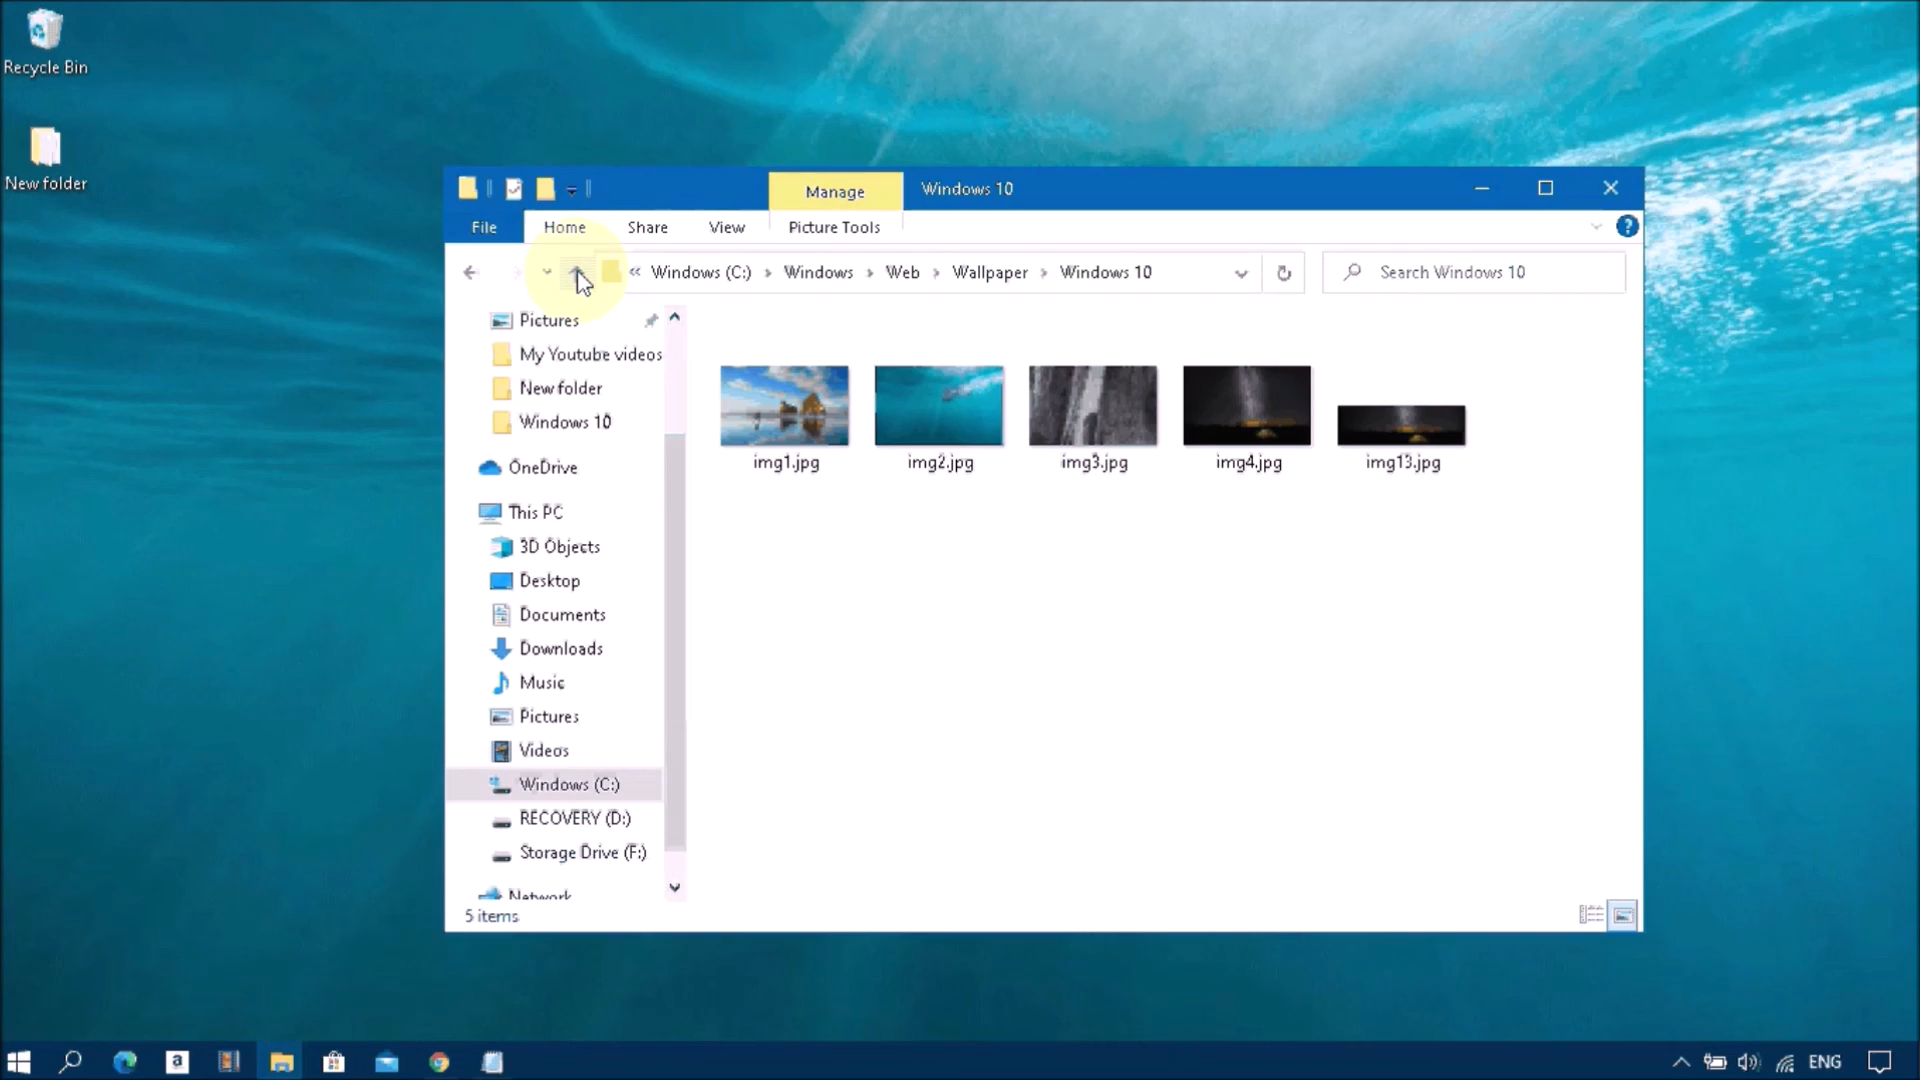 Recycle Bin
New folder
Manage
Windows 10
File
Home
Share
View
Picture Tools
?
« Windows (C:) › Windows › Web › Wallpaper › Windows 10
Search Windows 10
Pictures
My Youtube videos
New folder
Windows 10
OneDrive
This PC
3D Objects
Desktop
Documents
Downloads
Music
Pictures
Videos
Windows (C:)
RECOVERY (D:)
Storage Drive (F:)
Network
img1.jpg
img2.jpg
img3.jpg
img4.jpg
img13.jpg
5 items
a
ENG